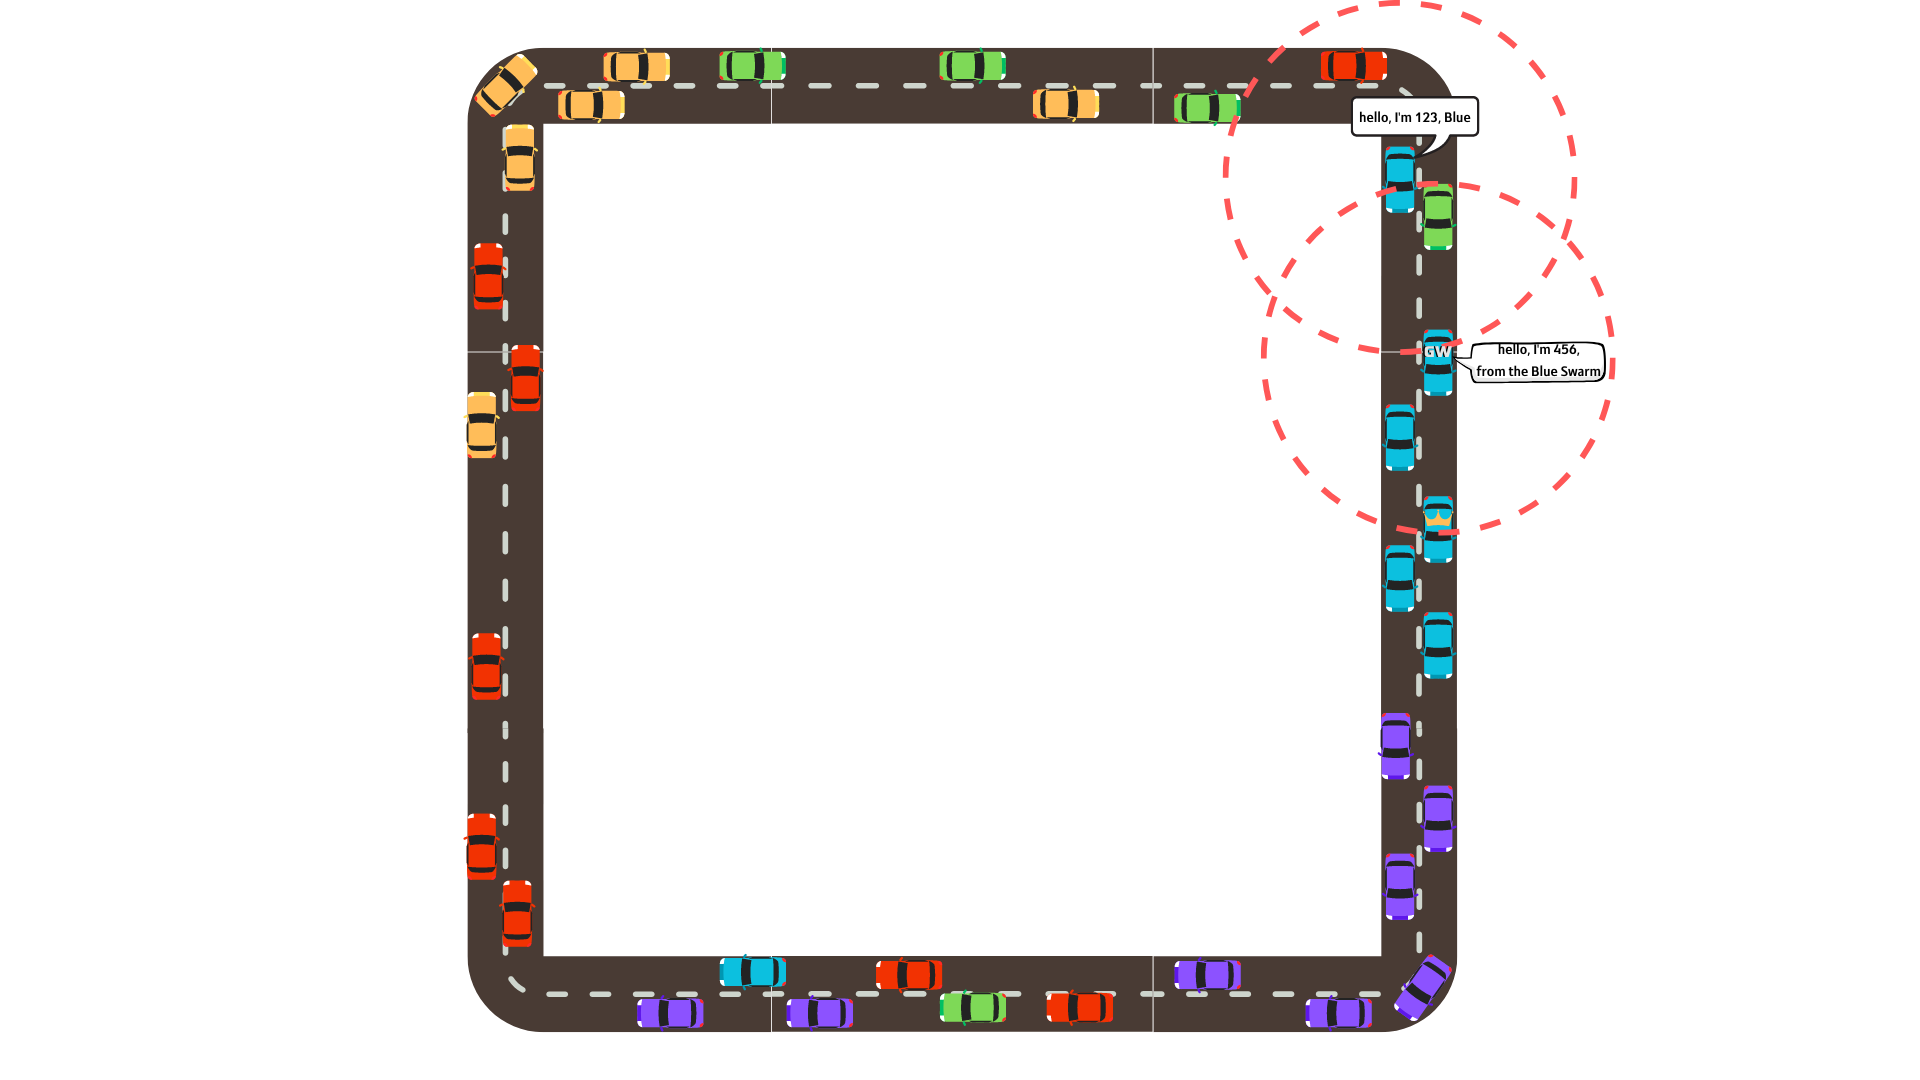 hello, I'm 123, Blue
GW
hello, I'm 456,
from the Blue Swarm